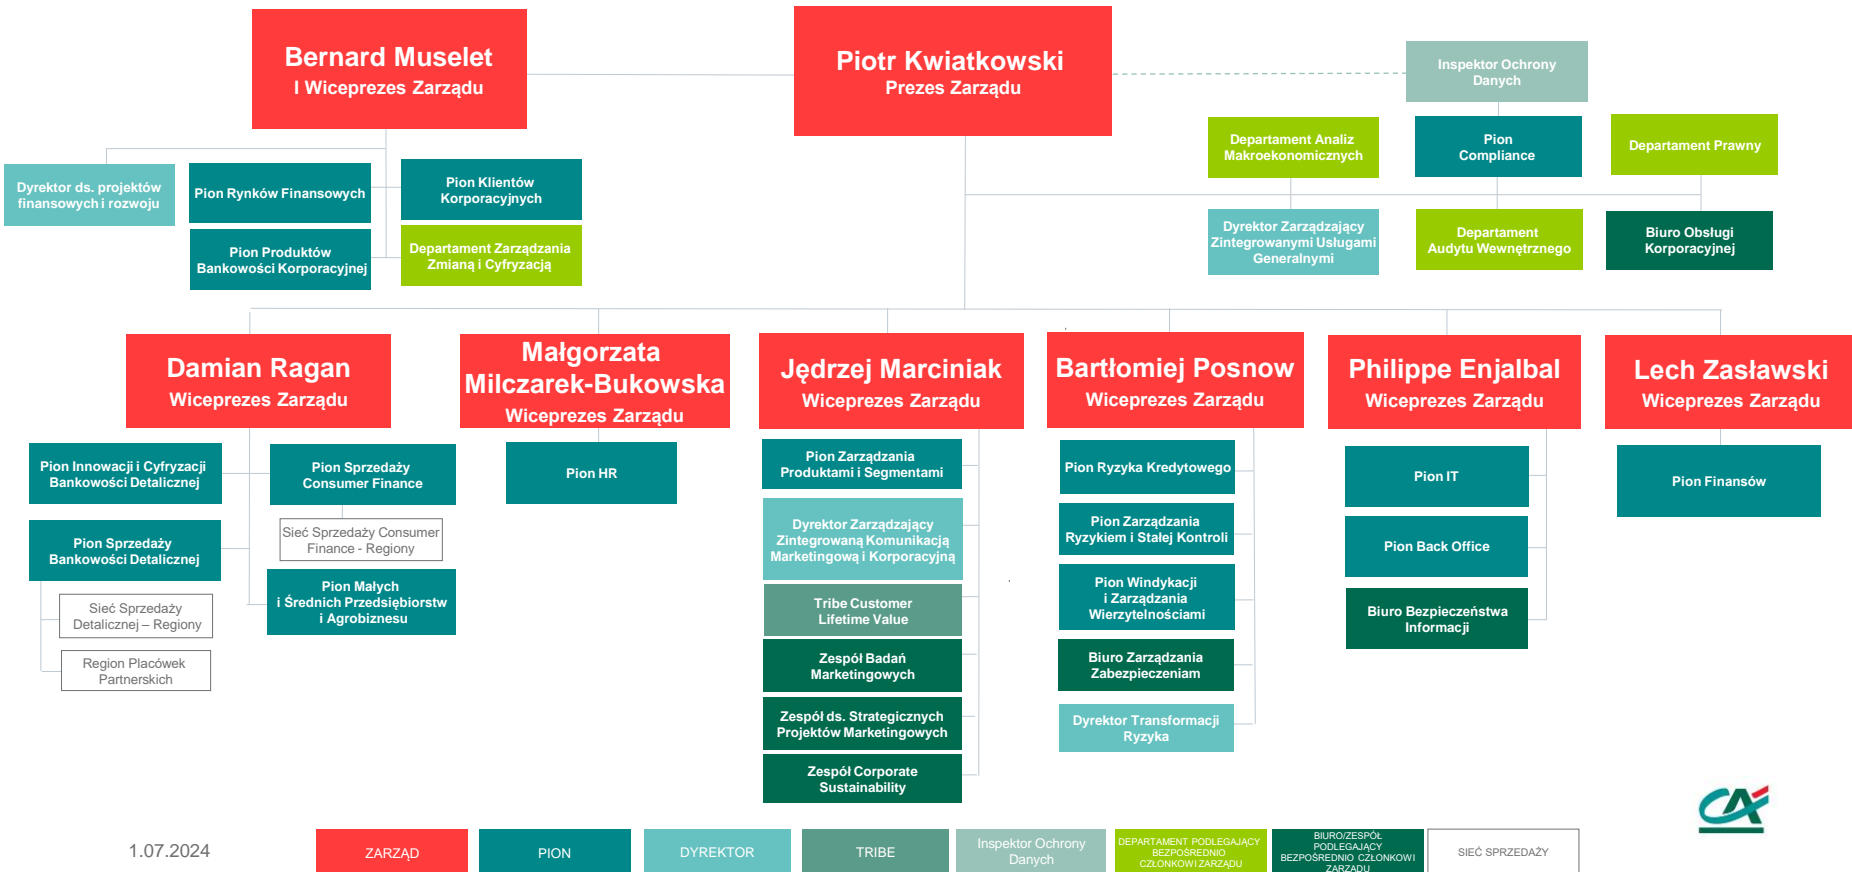 Bernard Muselet
I Wiceprezes Zarządu
Piotr Kwiatkowski
Prezes Zarządu
Inspektor Ochrony
Danych
Dyrektor ds. projektów
finansowych i rozwoju
Pion Rynków Finansowych
Pion Klientów
Korporacyjnych
Pion Produktów
Bankowości Korporacyjnej
Departament Zarządzania
Zmianą i Cyfryzacją
Departament Analiz
Makroekonomicznych
Pion
Compliance
Departament Prawny
Dyrektor Zarządzający
Zintegrowanymi Usługami
Generalnymi
Departament
Audytu Wewnętrznego
Biuro Obsługi
Korporacyjnej
Damian Ragan
Wiceprezes Zarządu
Pion Innowacji i Cyfryzacji
Bankowości Detalicznej
Pion Sprzedaży
Consumer Finance
Sieć Sprzedaży Consumer
Finance - Regiony
Pion Sprzedaży
Bankowości Detalicznej
Pion Małych
i Średnich Przedsiębiorstw
i Agrobiznesu
Sieć Sprzedaży
Detalicznej – Regiony
Region Placówek
Partnerskich
Małgorzata
Milczarek-Bukowska
Wiceprezes Zarządu
Pion HR
Jędrzej Marciniak
Wiceprezes Zarządu
Pion Zarządzania
Produktami i Segmentami
Dyrektor Zarządzający
Zintegrowaną Komunikacją
Marketingową i Korporacyjną
Tribe Customer
Lifetime Value
Zespół Badań
Marketingowych
Zespół ds. Strategicznych
Projektów Marketingowych
Zespół Corporate
Sustainability
Bartłomiej Posnow
Wiceprezes Zarządu
Pion Ryzyka Kredytowego
Pion Zarządzania
Ryzykiem i Stałej Kontroli
Pion Windykacji
i Zarządzania
Wierzytelnościami
Biuro Zarządzania
Zabezpieczeniam
Dyrektor Transformacji
Ryzyka
Philippe Enjalbal
Wiceprezes Zarządu
Pion IT
Pion Back Office
Biuro Bezpieczeństwa
Informacji
Lech Zasławski
Wiceprezes Zarządu
Pion Finansów
CA
1.07.2024
ZARZĄD
PION
DYREKTOR
TRIBE
Inspektor Ochrony
Danych
DEPARTAMENT PODLEGAJĄCY
BEZPOŚREDNIO
CZŁONKOWI ZARZĄDU
BIURO/ZESPÓŁ
PODLEGAJĄCY
BEZPOŚREDNIO CZŁONKOWI
ZARZĄDU
SIEĆ SPRZEDAŻY